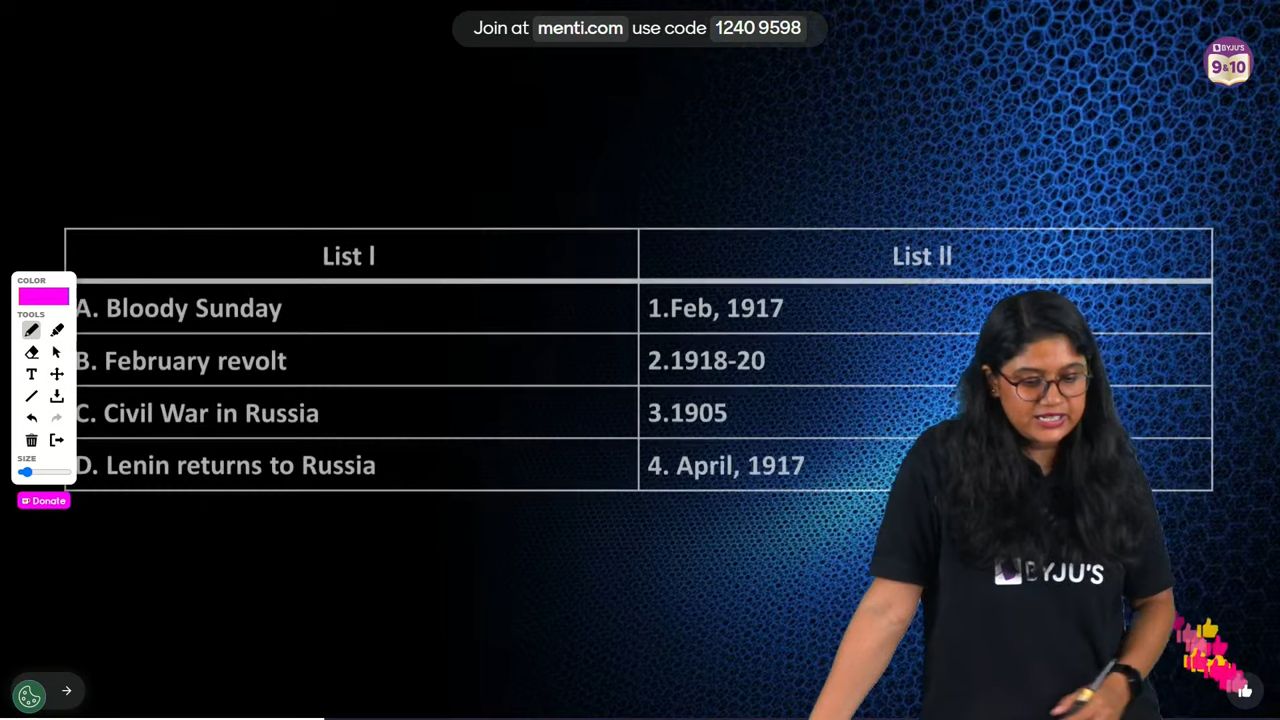 Join at menti.com use code 1240 9598
BYJU'S
9&10
List I
List II
A. Bloody Sunday
1.Feb, 1917
B. February revolt
2.1918-20
C. Civil War in Russia
3.1905
D. Lenin returns to Russia
4. April, 1917
COLOR
TOOLS
T
SIZE
Donate
BYJU'S